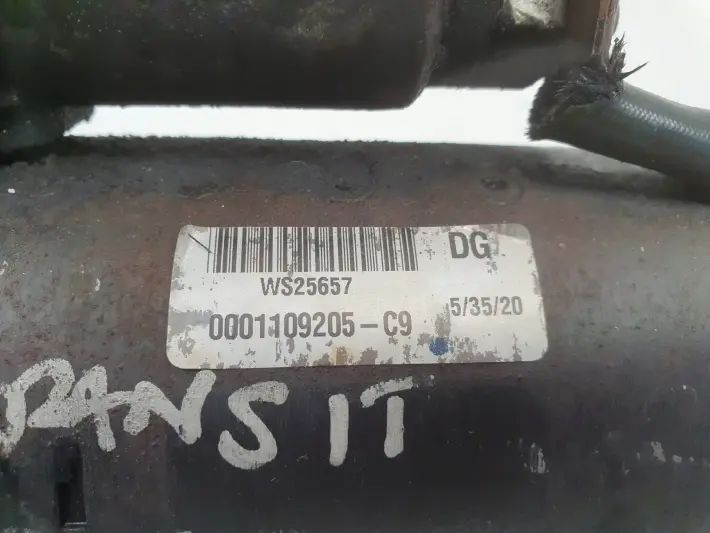 DG
WS25657
5/35/20
0001109205-C9
RANSIT